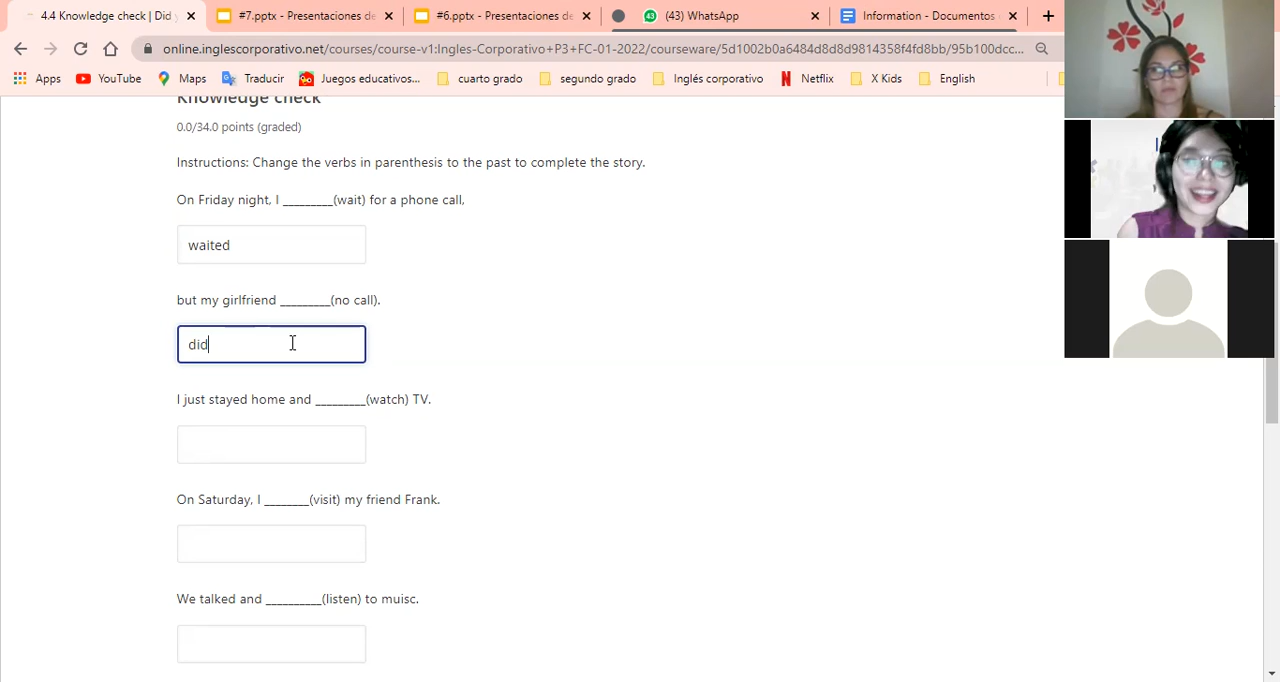 4.4 Knowledge check | Did y
#7.pptx - Presentaciones de
#6.pptx - Presentaciones de
43
(43) WhatsApp
Information - Documentos
online.inglescorporativo.net/courses/course-v1:Ingles-Corporativo+P3+FC-01-2022/courseware/5d1002b0a6484d8d8d9814358f4fd8bb/95b100dcc...
Apps
YouTube
Maps
Traducir
Juegos educativos...
cuarto grado
segundo grado
Inglés corporativo
Netflix
X Kids
English
Knowledge check
0.0/34.0 points (graded)
Instructions: Change the verbs in parenthesis to the past to complete the story.
On Friday night, I _________(wait) for a phone call,
waited
but my girlfriend _________(no call).
did
I just stayed home and _________(watch) TV.
On Saturday, I ________(visit) my friend Frank.
We talked and __________(listen) to muisc.